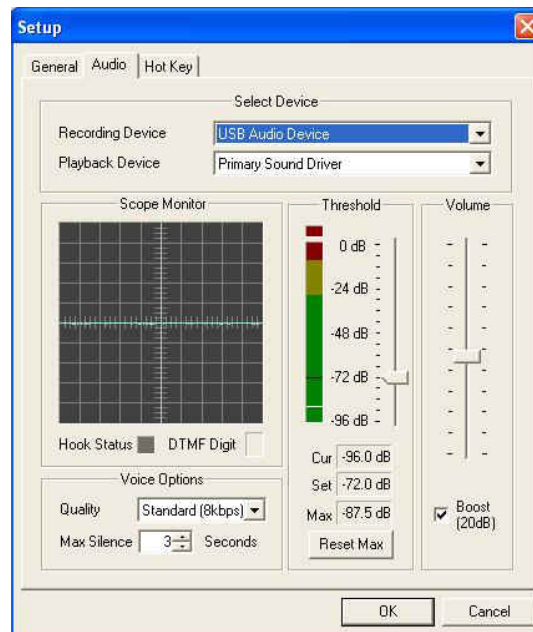 Setup
General Audio Hot Key
Select Device
Recording Device USB Audio Device
Playback Device Primary Sound Driver
Scope Monitor
Hook Status DTMF Digit
Threshold
0 dB
-24 dB
-48 dB
-72 dB
-96 dB
Cur -96.0 dB
Set -72.0 dB
Max -87.5 dB
Reset Max
Volume
Boost
(20dB)
Voice Options
Quality Standard (8kbps)
Max Silence 3 Seconds
OK Cancel